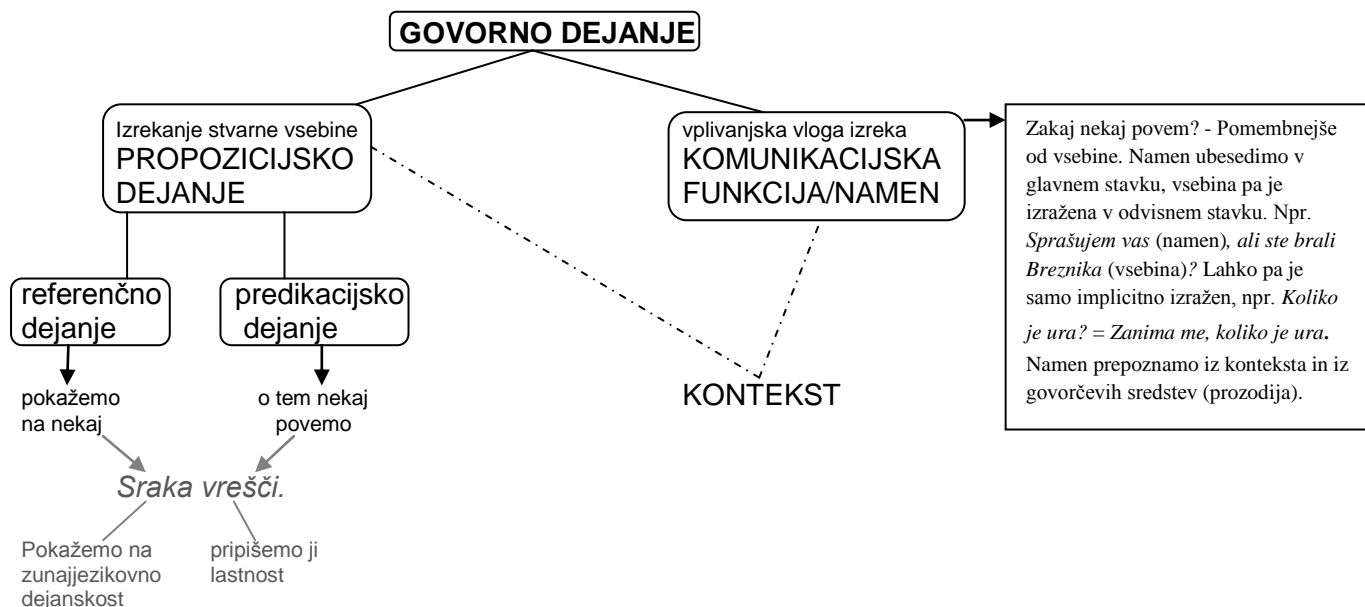 GOVORNO DEJANJE
Izrekanje stvarne vsebine
PROPOZICIJSKO
DEJANJE
vplivanjska vloga izreka
KOMUNIKACIJSKA
FUNKCIJA/NAMEN
Zakaj nekaj povem? - Pomembnejše
od vsebine. Namen ubesedimo v
glavnem stavku, vsebina pa je
izražena v odvisnem stavku. Npr.
Sprašujem vas (namen), ali ste brali
Breznika (vsebina)? Lahko pa je
samo implicitno izražen, npr. Koliko
je ura? = Zanima me, koliko je ura.
Namen prepoznamo iz konteksta in iz
govorčevih sredstev (prozodija).
referenčno
dejanje
predikacijsko
dejanje
pokažemo
na nekaj
o tem nekaj
povemo
KONTEKST
Sraka vrešči.
Pokažemo na
zunajjezikovno
dejanskost
pripišemo ji
lastnost